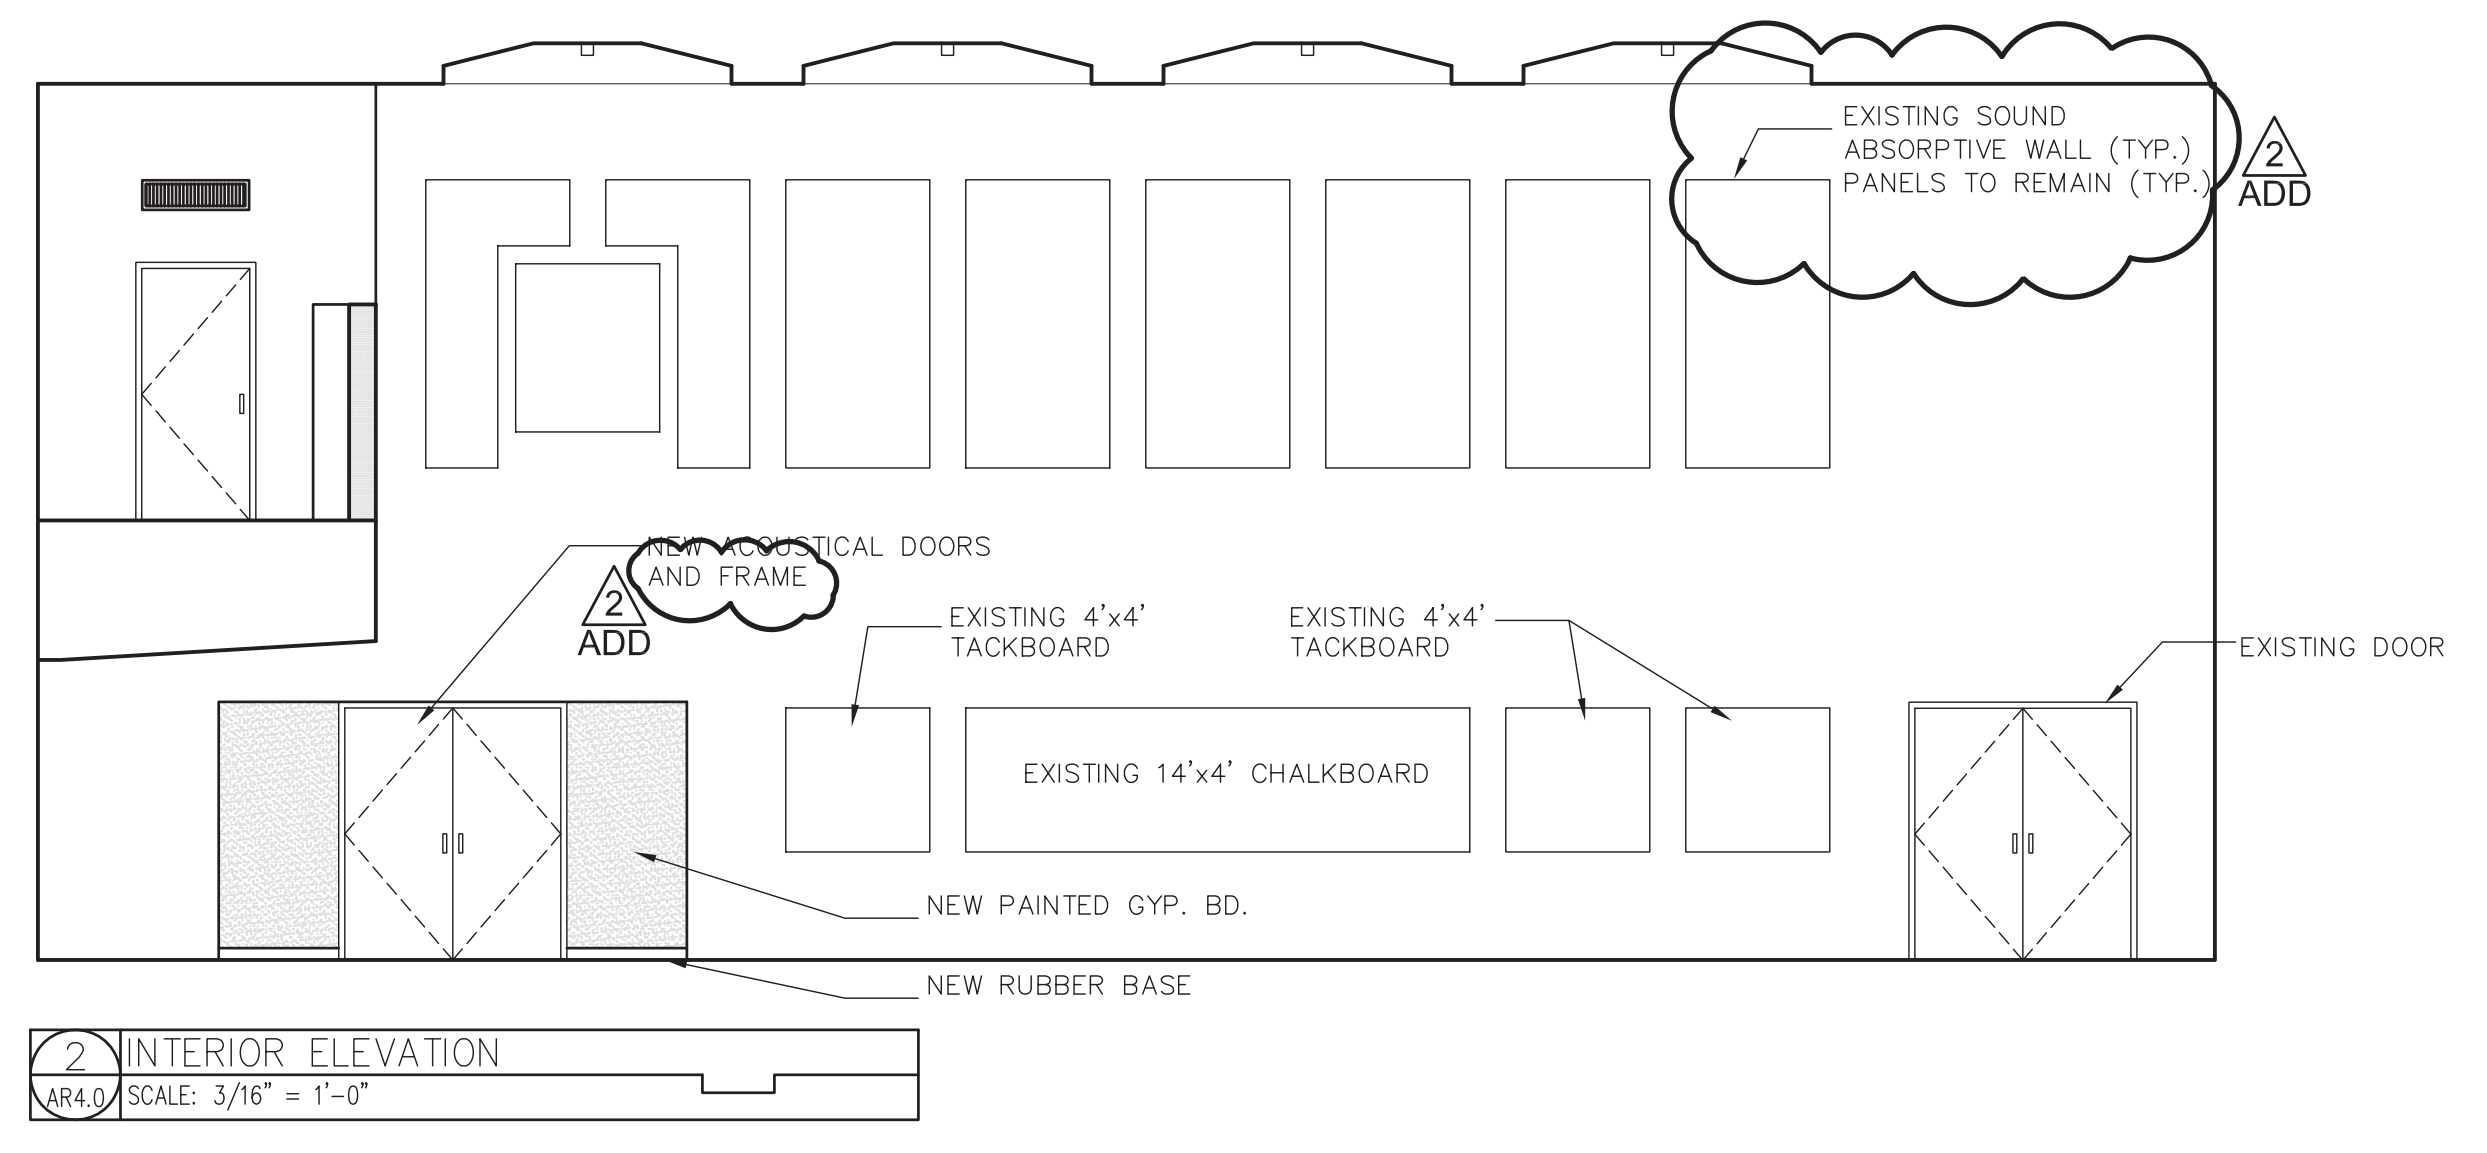 EXISTING SOUND
ABSORPTIVE WALL (TYP.)
PANELS TO REMAIN (TYP.)
2
ADD
NEW ACOUSTICAL DOORS
AND FRAME
2
ADD
EXISTING 4'x4'
TACKBOARD
EXISTING 4'x4'
TACKBOARD
EXISTING DOOR
EXISTING 14'x4' CHALKBOARD
NEW PAINTED GYP. BD.
NEW RUBBER BASE
2
INTERIOR ELEVATION
AR4.0
SCALE: 3/16" = 1'-0"